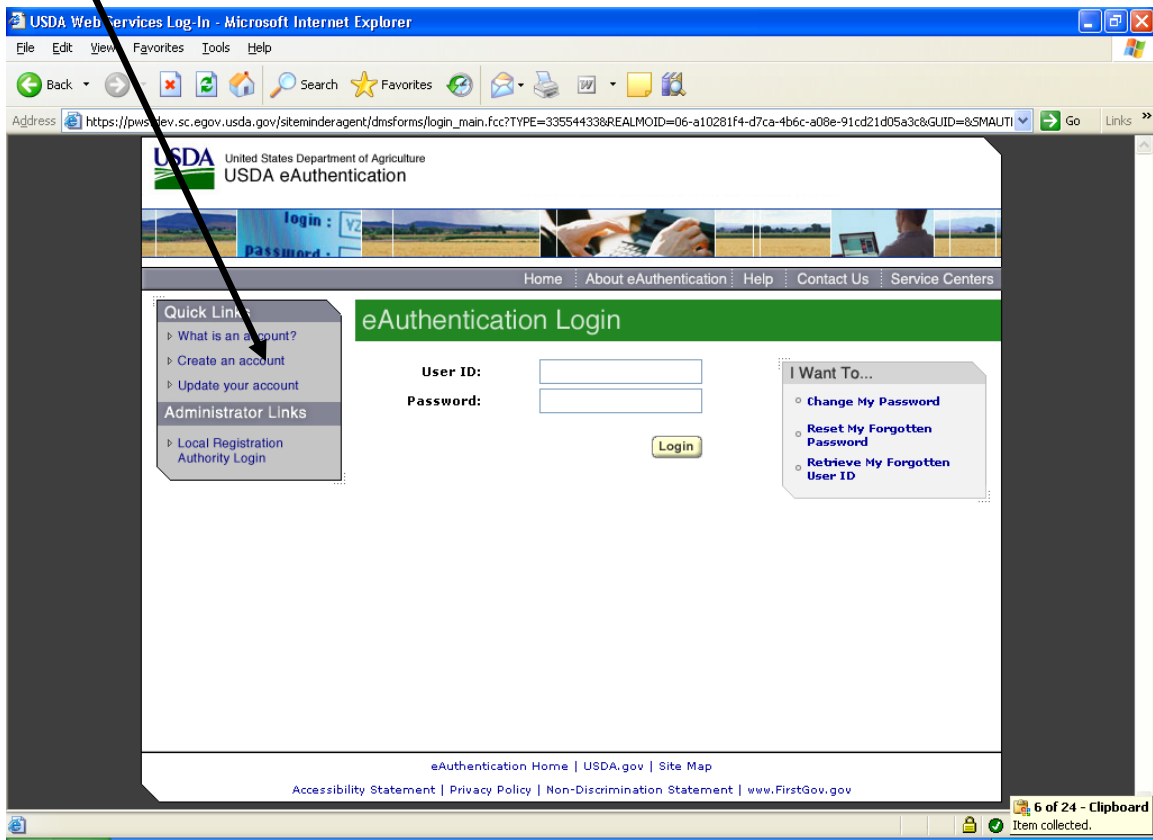 USDA Web Services Log-In - Microsoft Internet Explorer
File Edit View Favorites Tools Help
Back Search Favorites
Address https://pws.dev.sc.egov.usda.gov/siteminderagent/dmsforms/login_main.fcc?TYPE=33554433&REALMOID=06-a10281f4-d7ca-4b6c-a08e-91cd21d05a3c&GUID=&SMAUTI Go Links »
USDA United States Department of Agriculture
USDA eAuthentication
login : YZ
password :
Home About eAuthentication Help Contact Us Service Centers
Quick Links
What is an account?
Create an account
Update your account
Administrator Links
Local Registration
Authority Login
eAuthentication Login
User ID:
Password:
Login
I Want To...
Change My Password
Reset My Forgotten
Password
Retrieve My Forgotten
User ID
eAuthentication Home | USDA.gov | Site Map
Accessibility Statement | Privacy Policy | Non-Discrimination Statement | www.FirstGov.gov
6 of 24 - Clipboard
Item collected.